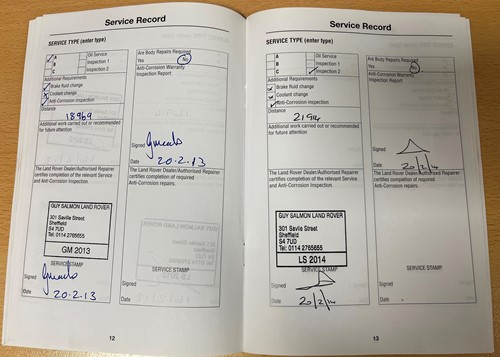 Service Record
SERVICE TYPE (enter type)
A Oil Service
B Inspection 1
C Inspection 2
Additional Requirements
Brake fluid change
Coolant change
Anti-Corrosion inspection
Distance
18969
Additional work carried out or recommended
for future attention
The Land Rover Dealer/Authorised Repairer
certifies completion of the relevant Service
and Anti-Corrosion Inspection.
GUY SALMON LAND ROVER
301 Savile Street
Sheffield
S4 7UD
Tel: 0114 2765655
GM 2013
SERVICE STAMP
Signed
Date 20.2.13
Are Body Repairs Required
Yes No
Anti-Corrosion Warranty
Inspection Report
Signed
Date 20.2.13
The Land Rover Dealer/Authorised Repairer
certifies completion of required
Anti-Corrosion repairs.
SERVICE STAMP
Signed
Date
12
Service Record
SERVICE TYPE (enter type)
A Oil Service
B Inspection 1
C Inspection 2
Additional Requirements
Brake fluid change
Coolant change
Anti-Corrosion inspection
Distance
Additional work carried out or recommended
for future attention
The Land Rover Dealer/Authorised Repairer
certifies completion of the relevant Service
and Anti-Corrosion Inspection.
GUY SALMON LAND ROVER
301 Savile Street
Sheffield
S4 7UD
Tel: 0114 2765655
LS 2014
SERVICE STAMP
Signed
Date 20/2/14
Are Body Repairs Required
Yes No
Anti-Corrosion Warranty
Inspection Report
Signed
Date 20/2/14
The Land Rover Dealer/Authorised Repairer
certifies completion of required
Anti-Corrosion repairs.
SERVICE STAMP
Signed
Date
13